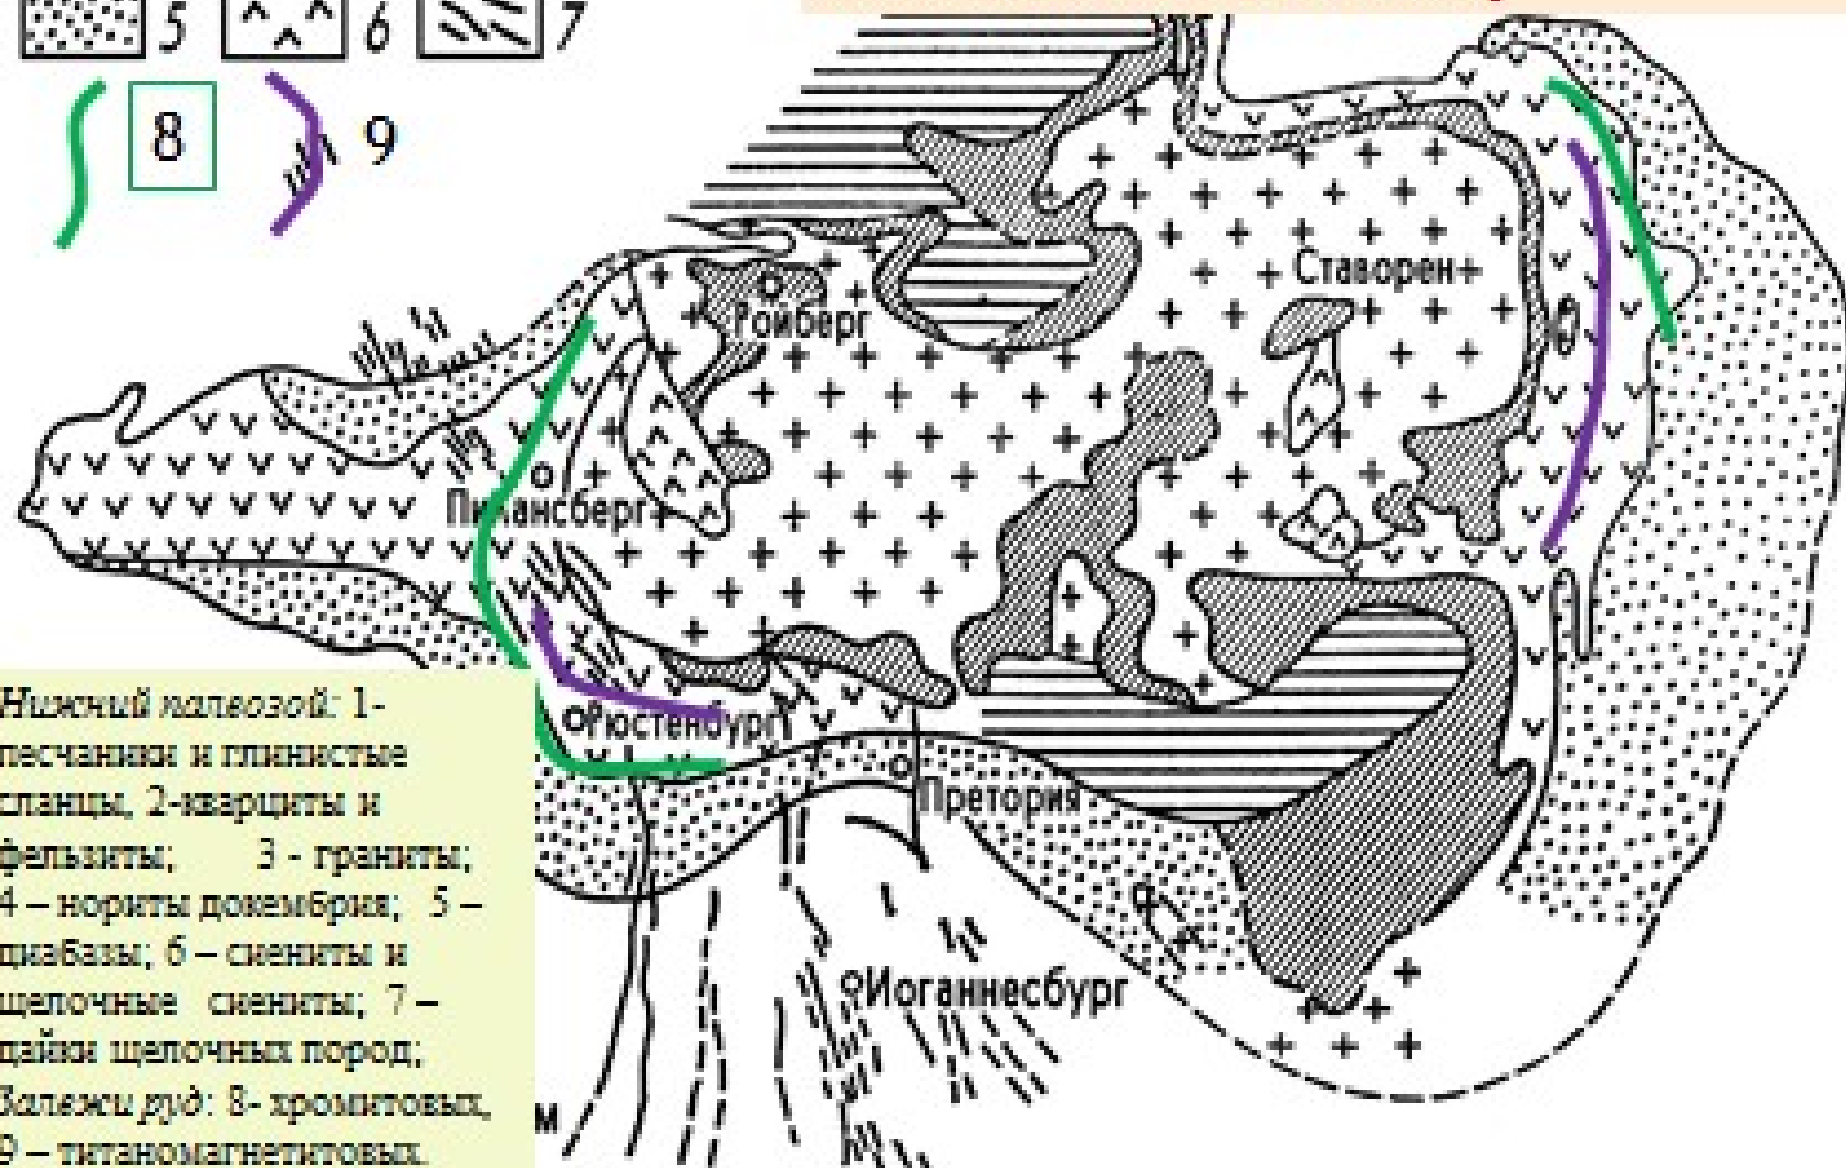 5 6 7
8 9
Ставорен
Ройберг
Пилансберг
Рюстенбург
Претория
Иоганнесбург
Нижний палеозой: 1-
песчаники и глинистые
сланцы, 2-кварциты и
фельзиты; 3 - граниты;
4 – нориты докембрия; 5 –
диабазы; 6 – сиениты и
щелочные сиениты; 7 –
дайки щелочных пород;
Залежи руд: 8- хромитовых,
9 – титаномагнетитовых.
м